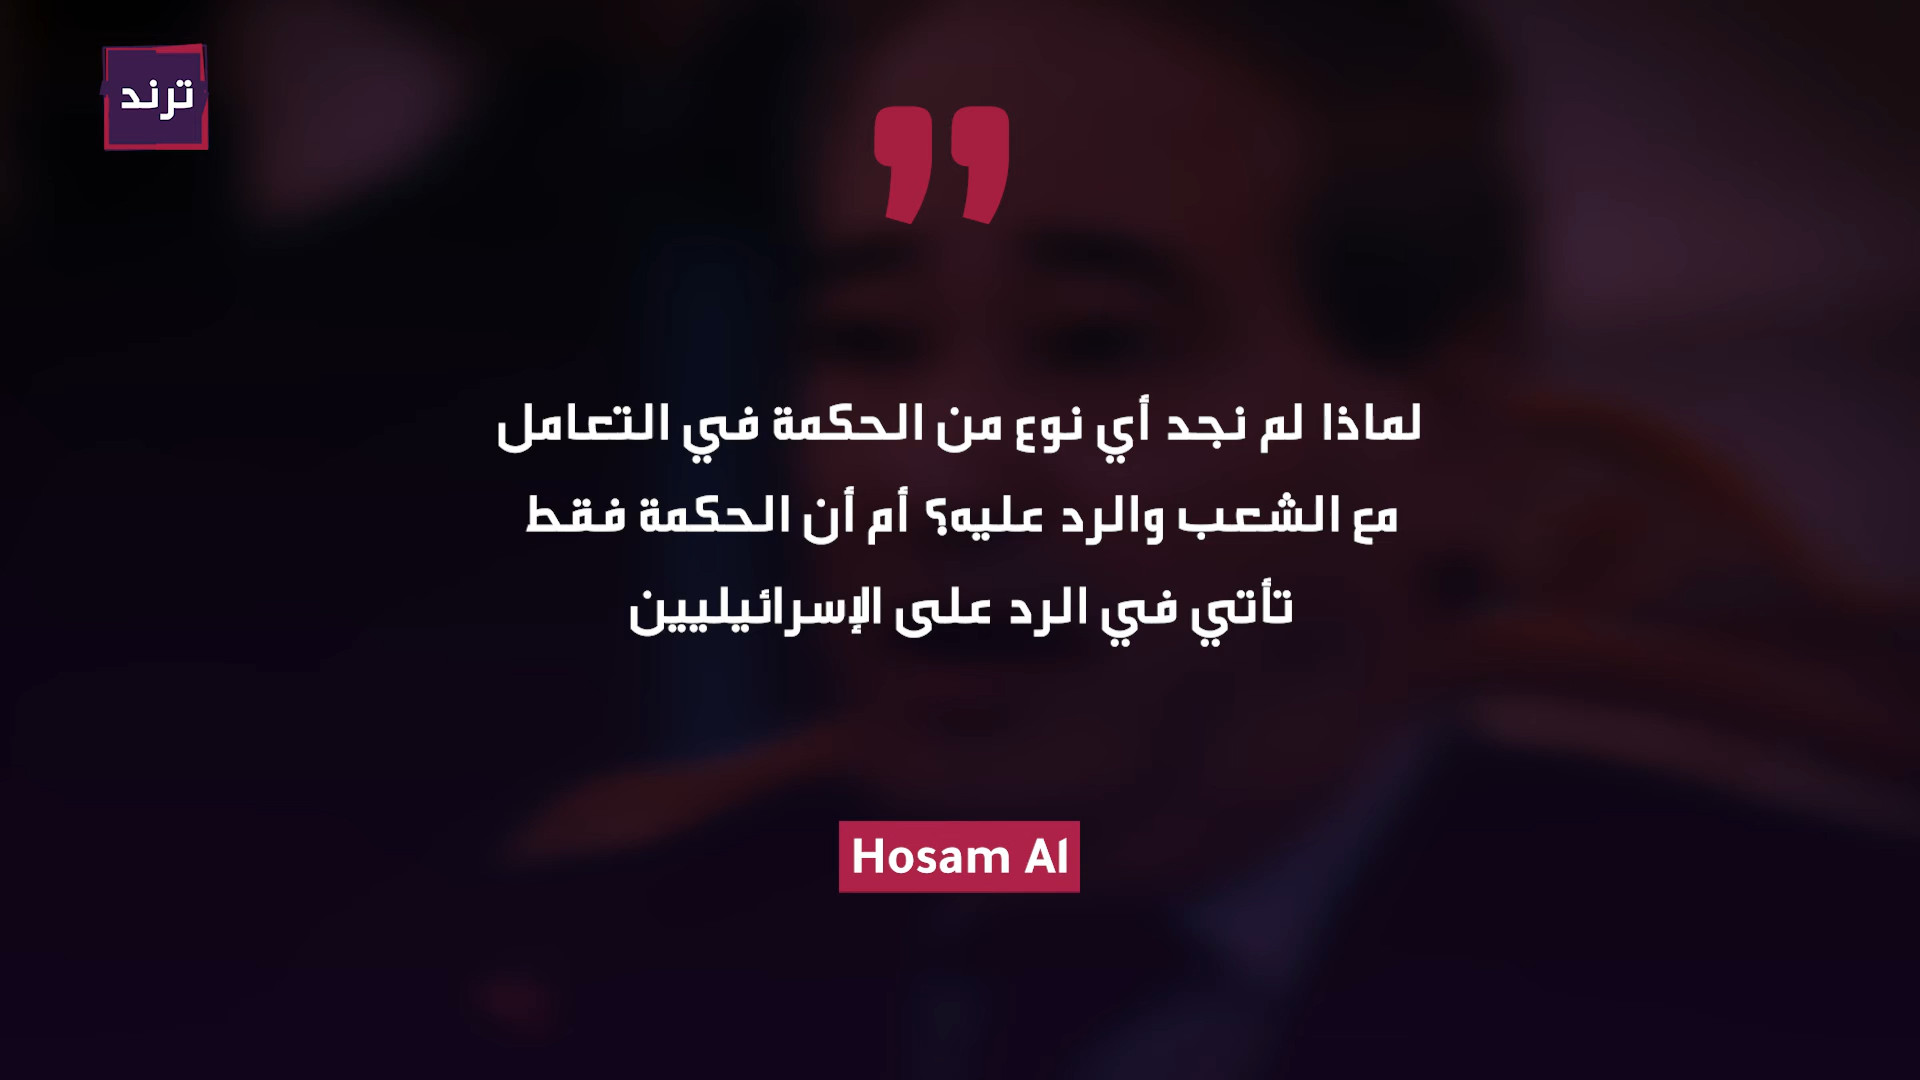 ترند
لماذا لم نجد أي نوع من الحكمة في التعامل
مع الشعب والرد عليه؟ أم أن الحكمة فقط
تأتي في الرد على الإسرائيليين
Hosam Al